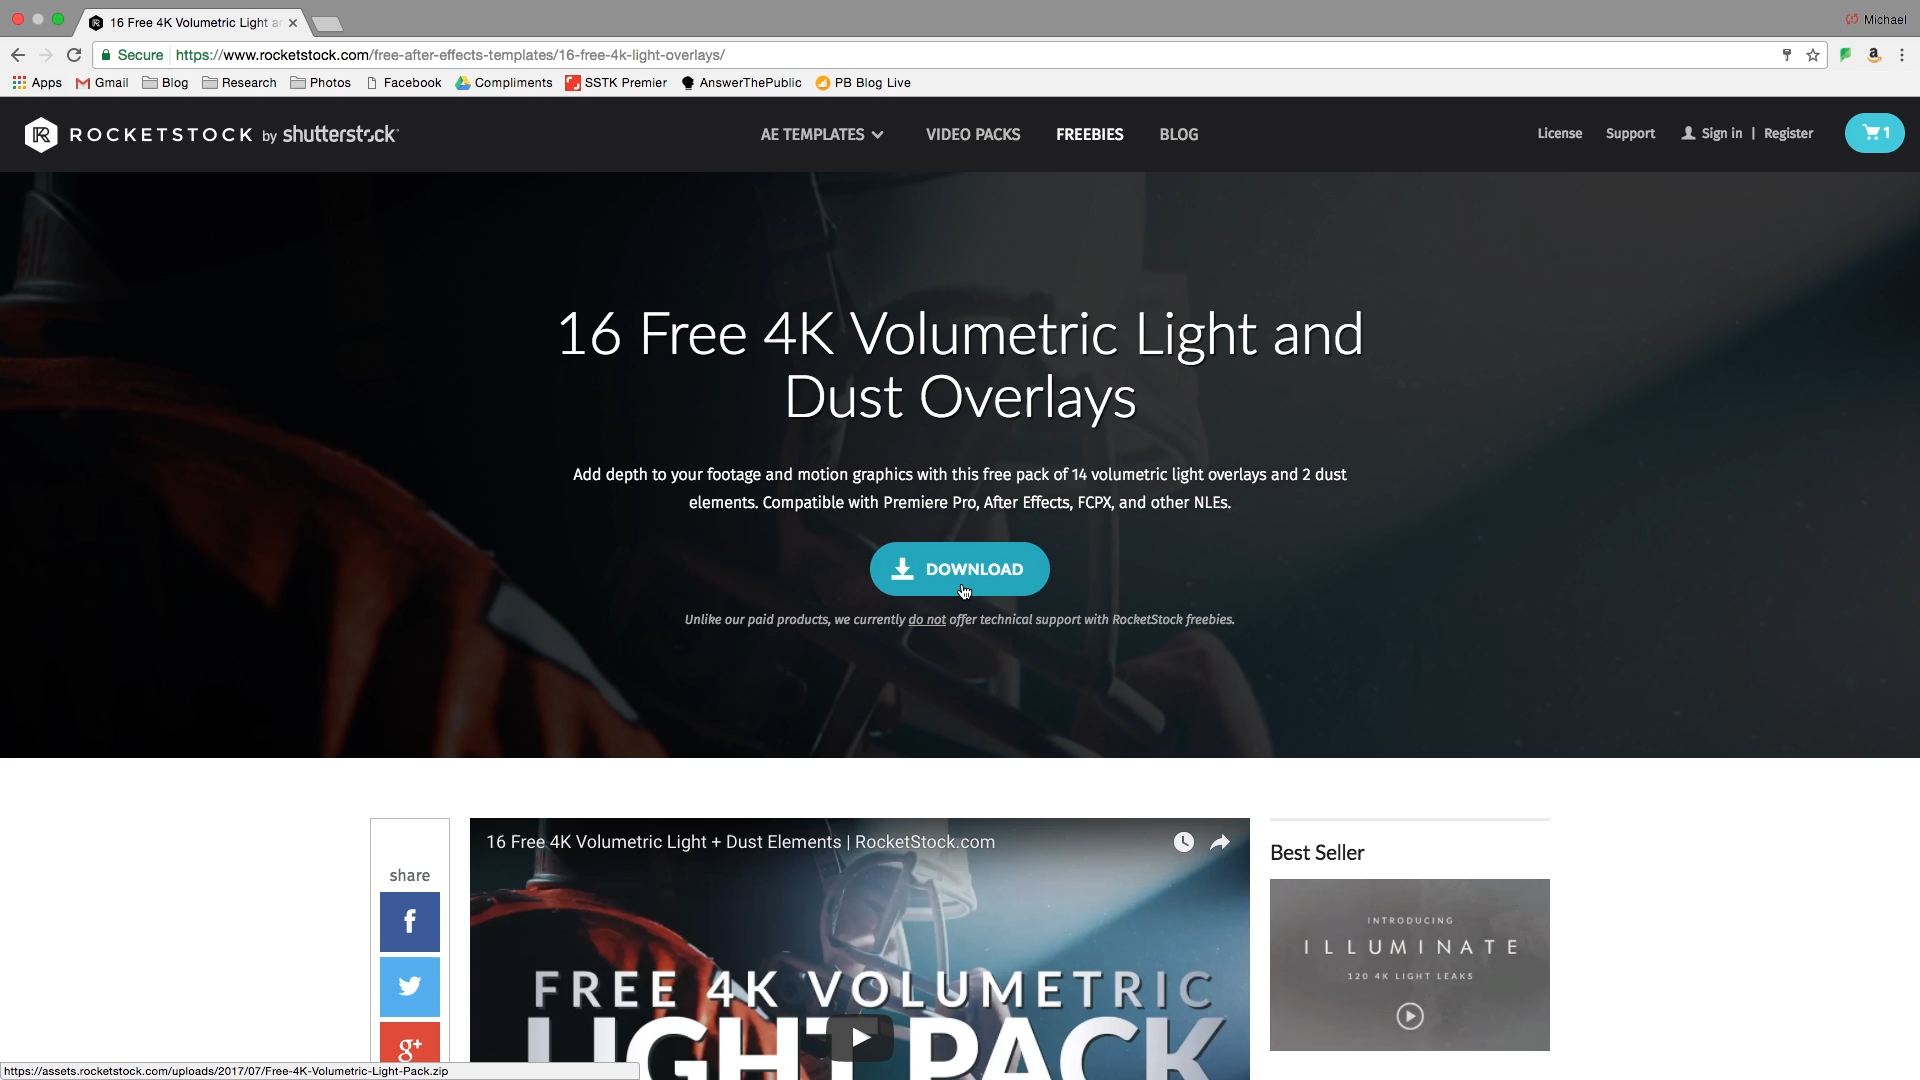 16 Free 4K Volumetric Light a
Michael
Secure
https://www.rocketstock.com/free-after-effects-templates/16-free-4k-light-overlays/
Apps Gmail Blog Research Photos Facebook Compliments SSTK Premier AnswerThePublic PB Blog Live
ROCKETSTOCK by shutterstock
AE TEMPLATES VIDEO PACKS FREEBIES BLOG
License Support Sign in | Register 1
16 Free 4K Volumetric Light and
Dust Overlays
Add depth to your footage and motion graphics with this free pack of 14 volumetric light overlays and 2 dust
elements. Compatible with Premiere Pro, After Effects, FCPX, and other NLEs.
DOWNLOAD
Unlike our paid products, we currently do not offer technical support with RocketStock freebies.
share
f
g+
16 Free 4K Volumetric Light + Dust Elements | RocketStock.com
FREE 4K VOLUMETRIC
LIGHT PACK
Best Seller
INTRODUCING
ILLUMINATE
120 4K LIGHT LEAKS
https://assets.rocketstock.com/uploads/2017/07/Free-4K-Volumetric-Light-Pack.zip